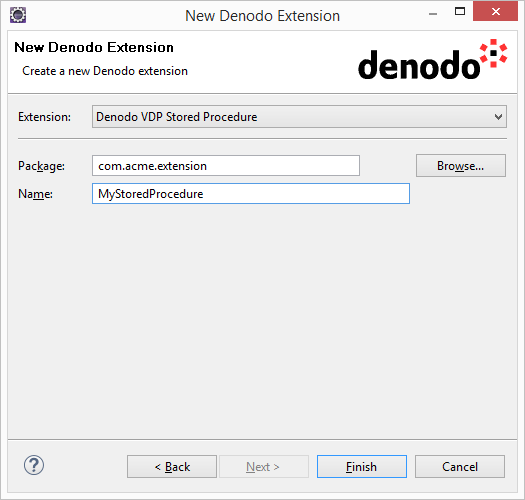 New Denodo Extension
New Denodo Extension
Create a new Denodo extension
denodo
Extension: Denodo VDP Stored Procedure
Package: com.acme.extension Browse...
Name: MyStoredProcedure
? < Back Next > Finish Cancel